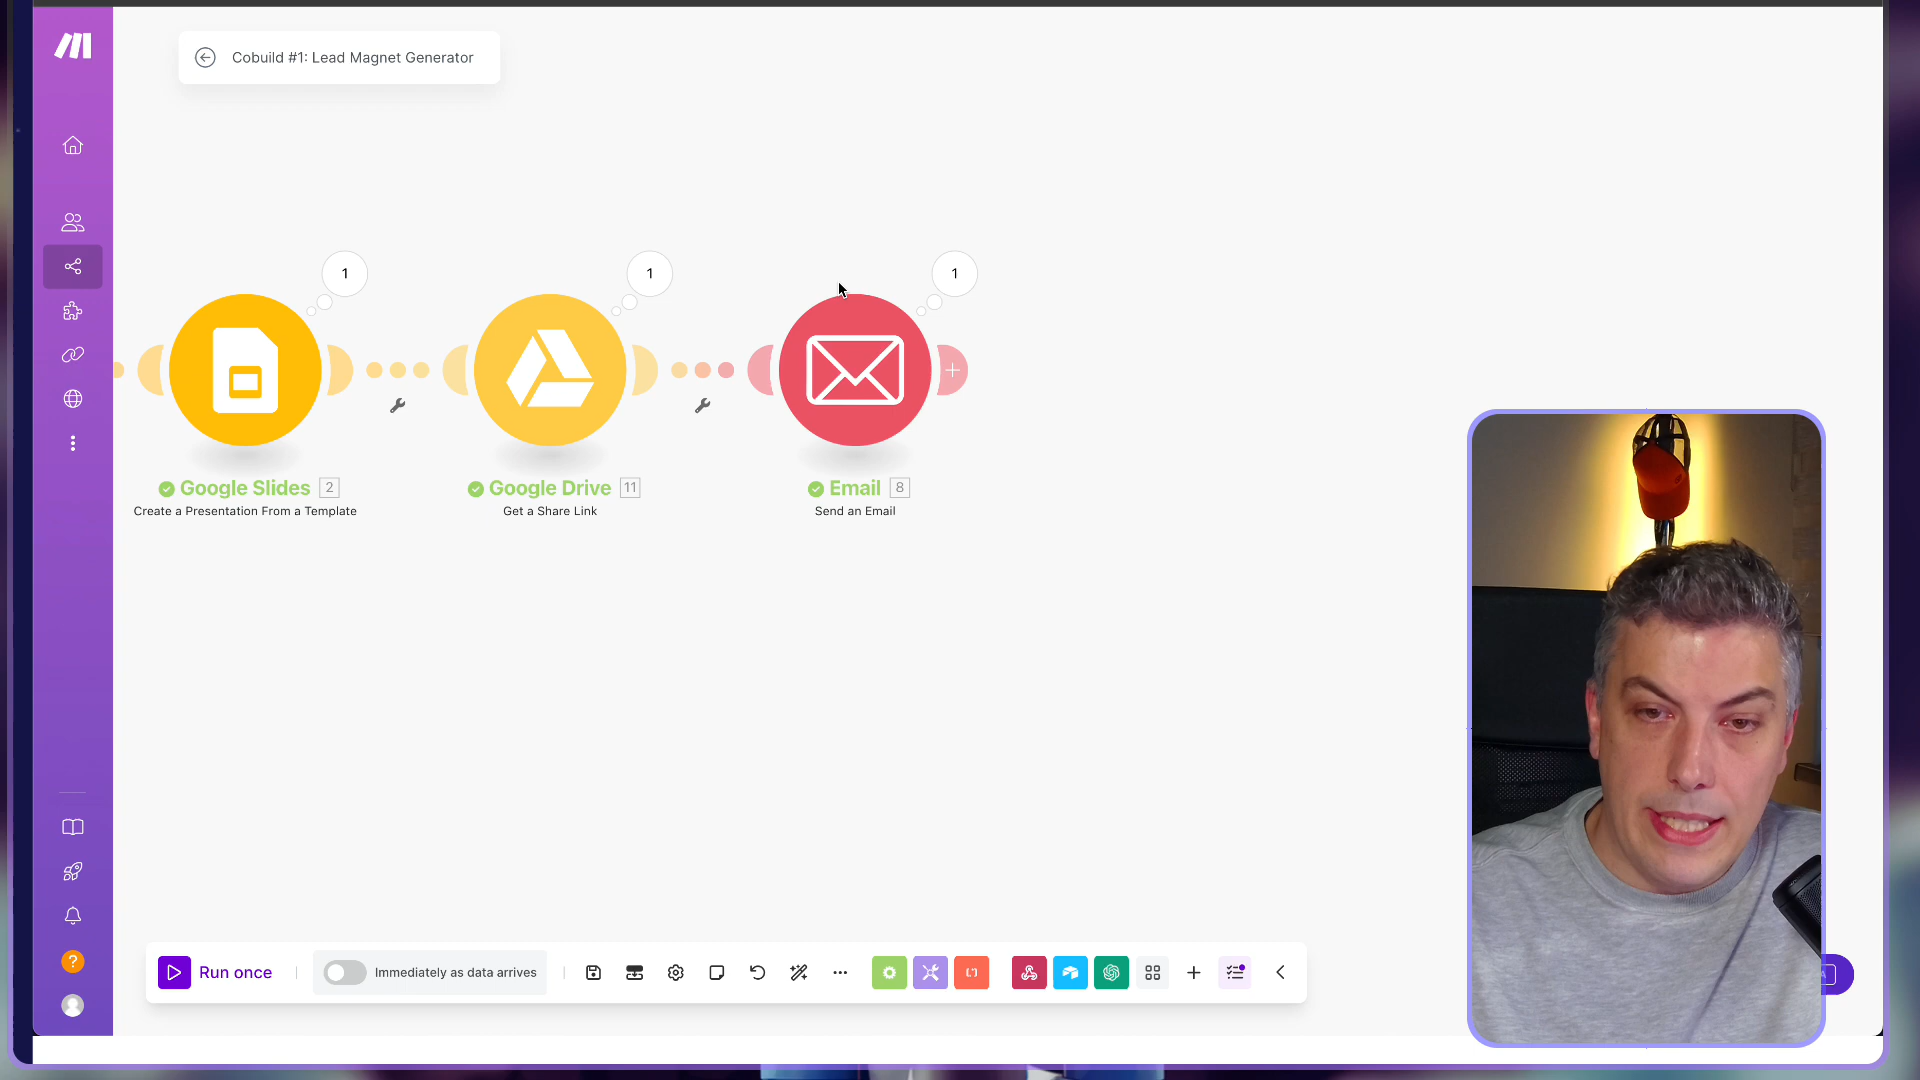 Cobuild #1: Lead Magnet Generator
1
1
1
Google Slides 2
Create a Presentation From a Template
Google Drive 11
Get a Share Link
Email 8
Send an Email
?
Run once
Immediately as data arrives